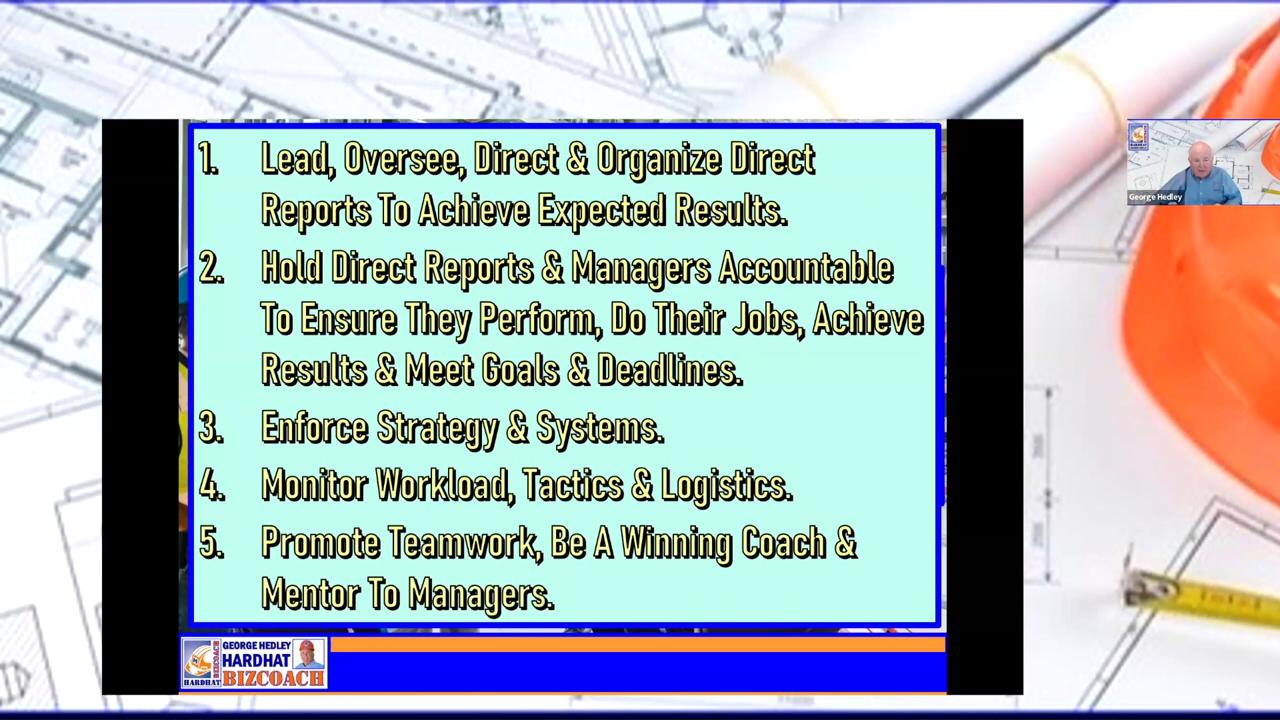 1. Lead, Oversee, Direct & Organize Direct
Reports To Achieve Expected Results.
2. Hold Direct Reports & Managers Accountable
To Ensure They Perform, Do Their Jobs, Achieve
Results & Meet Goals & Deadlines.
3. Enforce Strategy & Systems.
4. Monitor Workload, Tactics & Logistics.
5. Promote Teamwork, Be A Winning Coach &
Mentor To Managers.
George Hedley
GEORGE HEDLEY
HARDHAT
BIZCOACH
HARDHAT
BIZCOACH